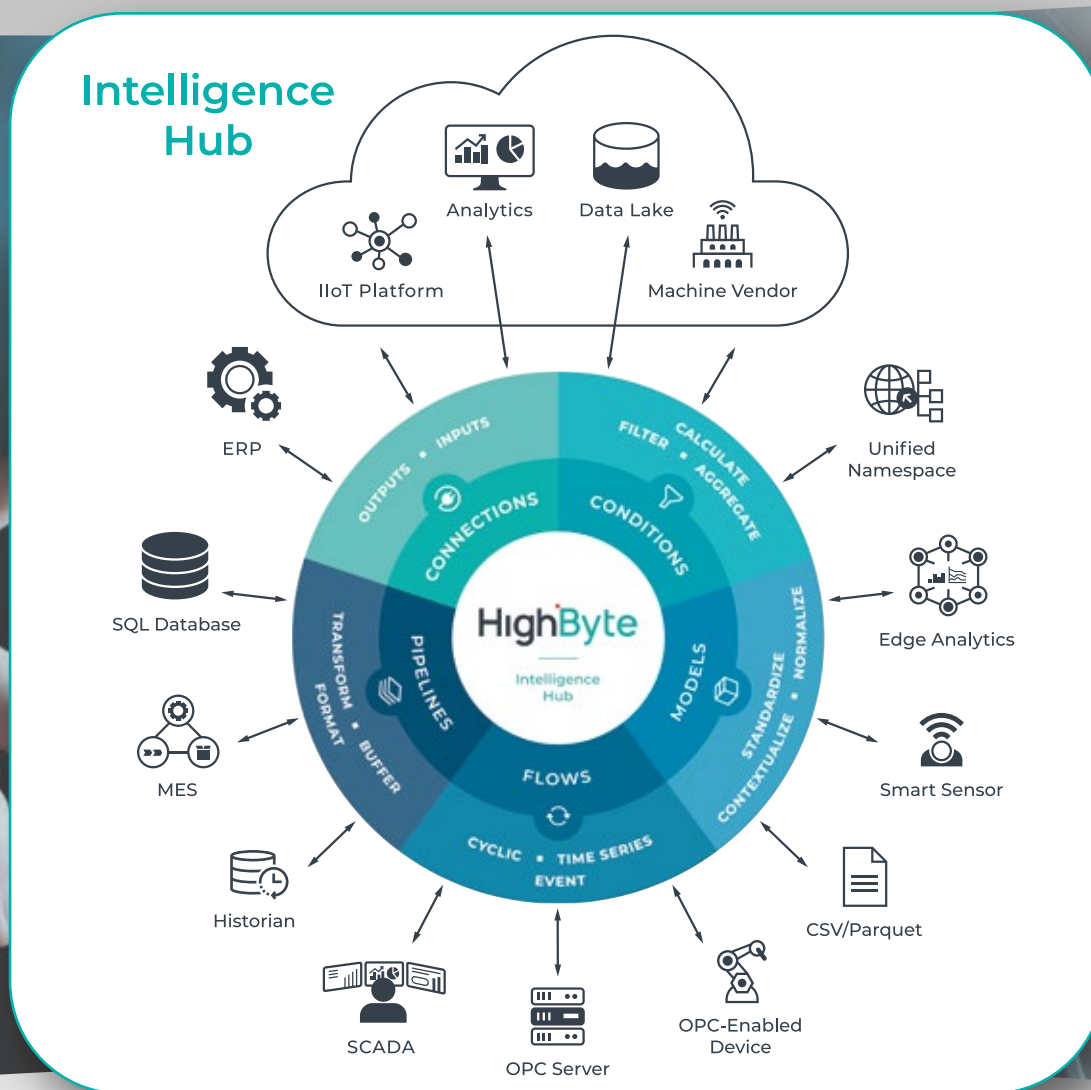 Intelligence
Hub
Analytics
Data Lake
IIoT Platform
Machine Vendor
ERP
Unified
Namespace
SQL Database
Edge Analytics
MES
Smart Sensor
Historian
CSV/Parquet
SCADA
OPC-Enabled
Device
OPC Server
OUTPUTS ▪ INPUTS
CONNECTIONS
CALCULATE
FILTER ▪ AGGREGATE
CONDITIONS
TRANSFORM ▪ BUFFER
FORMAT
PIPELINES
STANDARDIZE
CONTEXTUALIZE ▪ NORMALIZE
MODELS
FLOWS
CYCLIC ▪ TIME SERIES
EVENT
HighByte
Intelligence
Hub